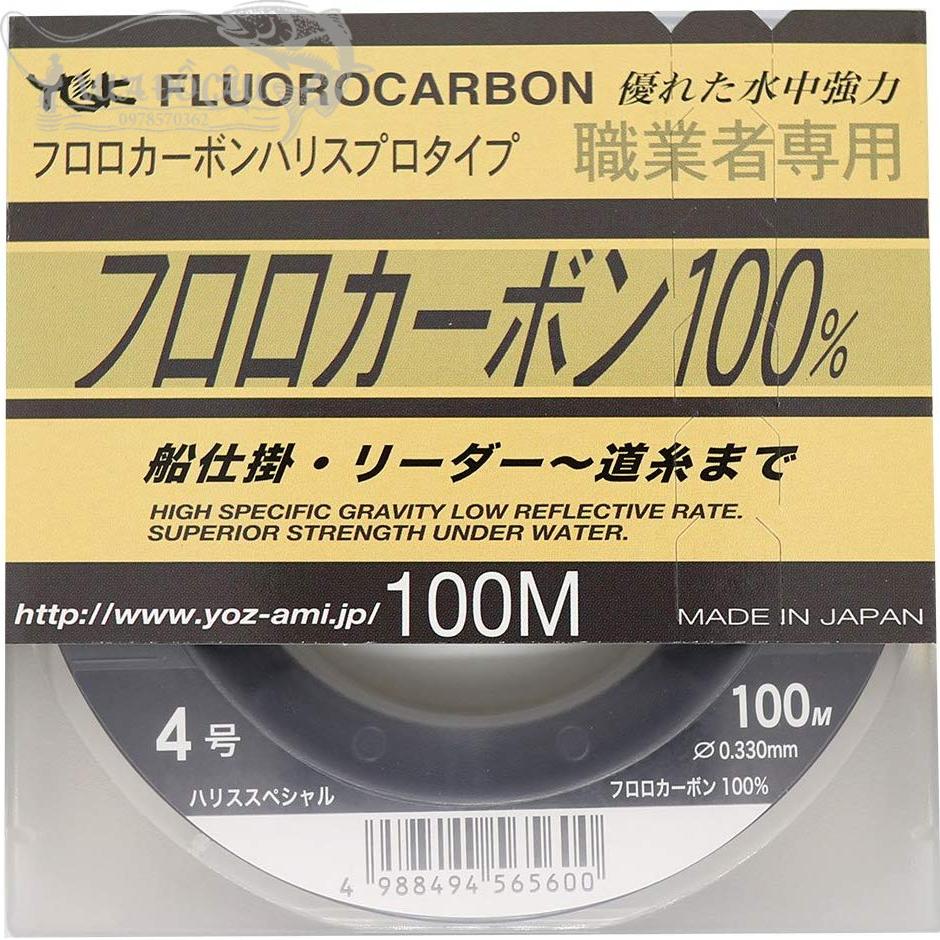 FLUOROCARBON 優れた水中強力
0978570362
フロロカーボンハリスプロタイプ 職業者専用
フロロカーボン100%
船仕掛・リーダー〜道糸まで
HIGH SPECIFIC GRAVITY LOW REFLECTIVE RATE.
SUPERIOR STRENGTH UNDER WATER.
http://www.yoz-ami.jp/ 100M MADE IN JAPAN
4号 100M
Ø 0.330mm
ハリススペシャル フロロカーボン 100%
4 988494 565600